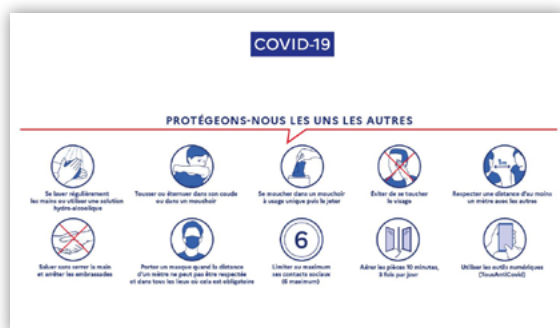 COVID-19
PROTÉGEONS-NOUS LES UNS LES AUTRES
Se laver régulièrement
les mains ou utiliser une solution
hydro-alcoolique
Tousser ou éternuer dans son coude
ou dans un mouchoir
Se moucher dans un mouchoir
à usage unique puis le jeter
Éviter de se toucher
le visage
1m
Respecter une distance d'au moins
un mètre avec les autres
Saluer sans serrer la main
et arrêter les embrassades
Porter un masque quand la distance
d'un mètre ne peut pas être respectée
et dans tous les lieux où cela est obligatoire
6
Limiter au maximum
ses contacts sociaux
(6 maximum)
Aérer les pièces 10 minutes,
3 fois par jour
Utiliser les outils numériques
(TousAntiCovid)